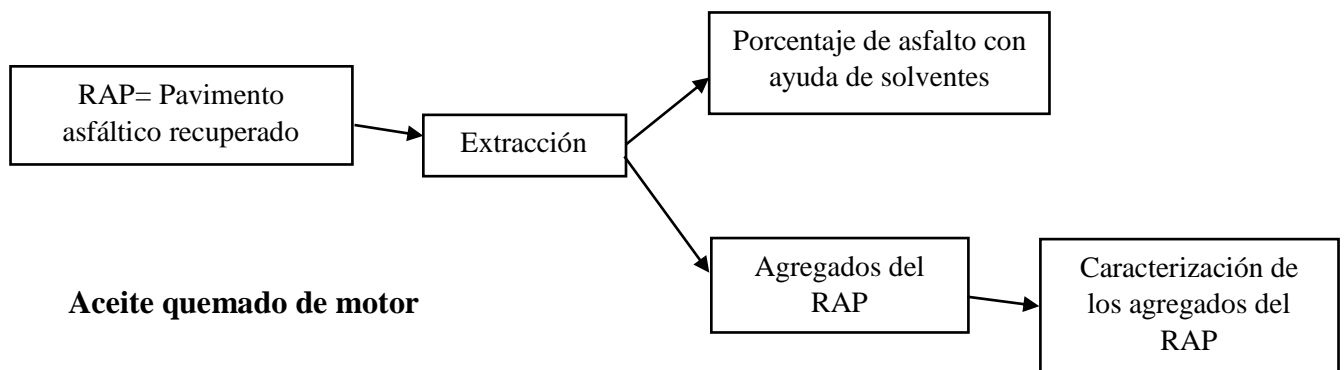 RAP= Pavimento
asfáltico recuperado
Extracción
Porcentaje de asfalto con
ayuda de solventes
Agregados del
RAP
Caracterización de
los agregados del
RAP
Aceite quemado de motor